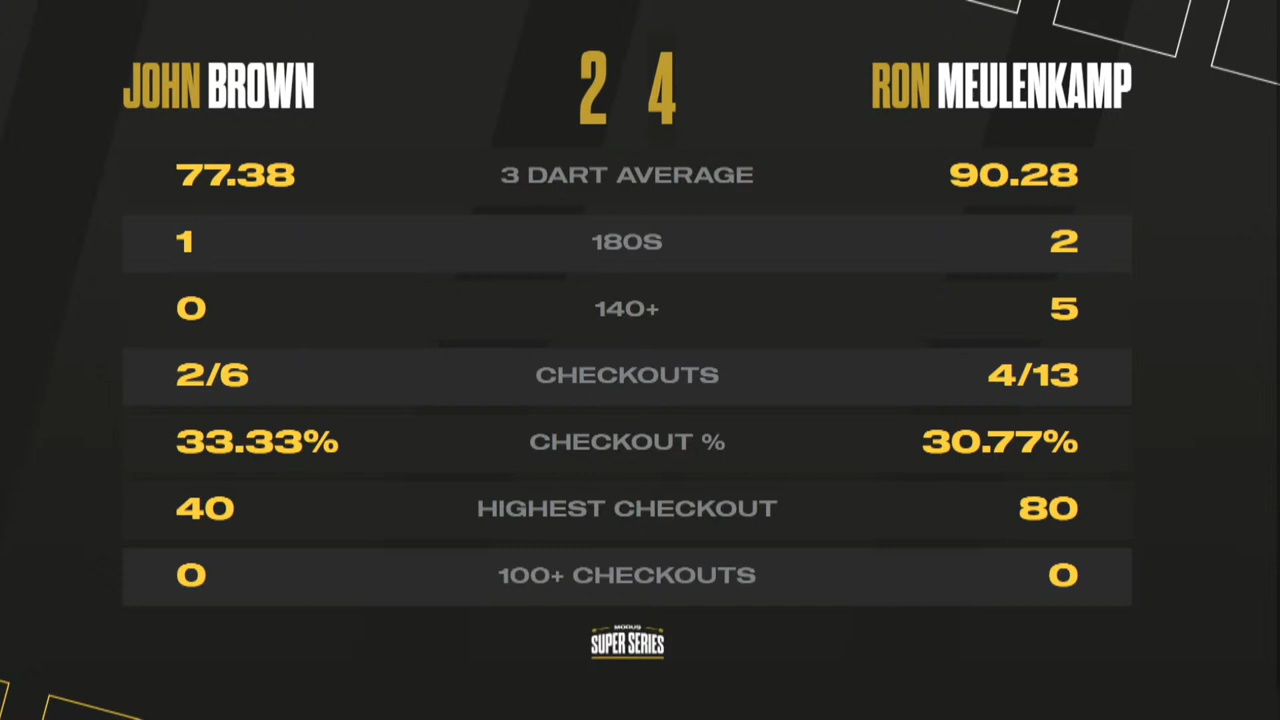 JOHN BROWN 2 4 RON MEULENKAMP
77.38 3 DART AVERAGE 90.28
1 180S 2
0 140+ 5
2/6 CHECKOUTS 4/13
33.33% CHECKOUT % 30.77%
40 HIGHEST CHECKOUT 80
0 100+ CHECKOUTS 0
MODUS
SUPER SERIES